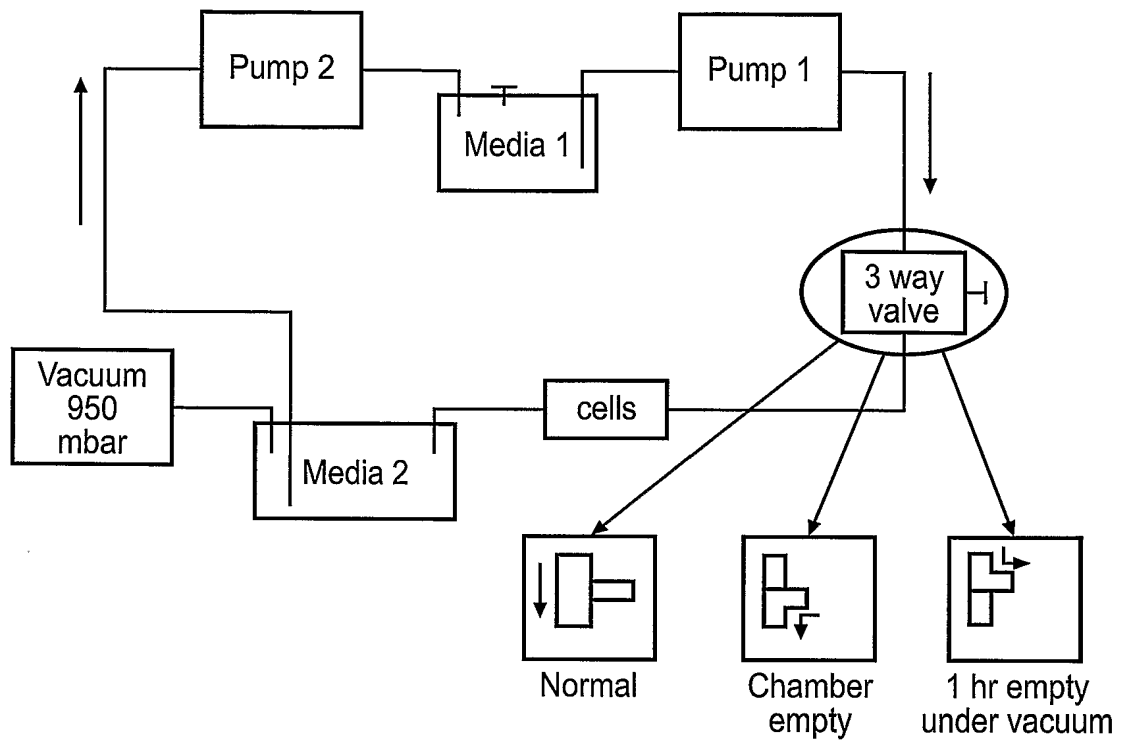 Pump 2
Pump 1
Media 1
3 way
valve
Vacuum
950
mbar
cells
Media 2
Normal
Chamber
empty
1 hr empty
under vacuum